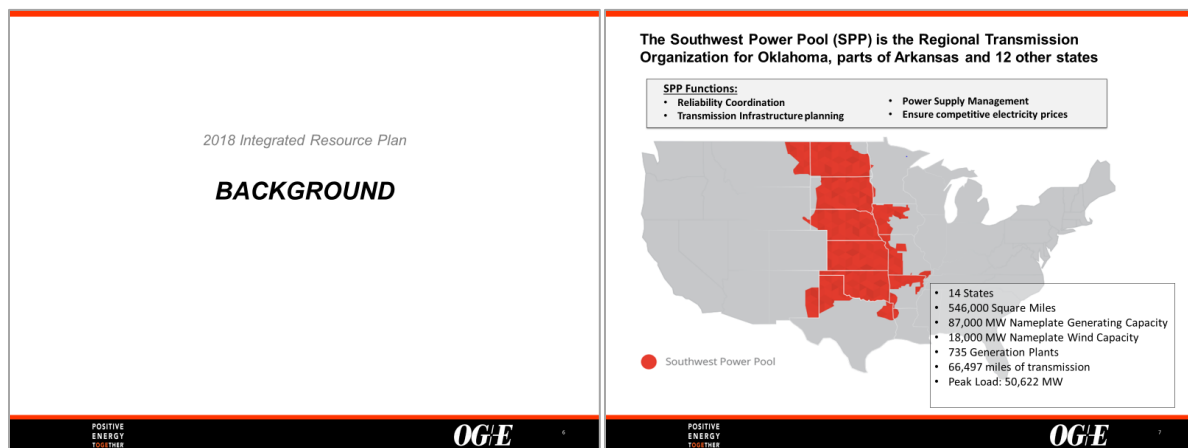 2018 Integrated Resource Plan
BACKGROUND
POSITIVE
ENERGY
TOGETHER
OG+E
6
The Southwest Power Pool (SPP) is the Regional Transmission
Organization for Oklahoma, parts of Arkansas and 12 other states
SPP Functions:
• Reliability Coordination
• Transmission Infrastructure planning
• Power Supply Management
• Ensure competitive electricity prices
• 14 States
• 546,000 Square Miles
• 87,000 MW Nameplate Generating Capacity
• 18,000 MW Nameplate Wind Capacity
• 735 Generation Plants
• 66,497 miles of transmission
• Peak Load: 50,622 MW
Southwest Power Pool
POSITIVE
ENERGY
TOGETHER
OG+E
7